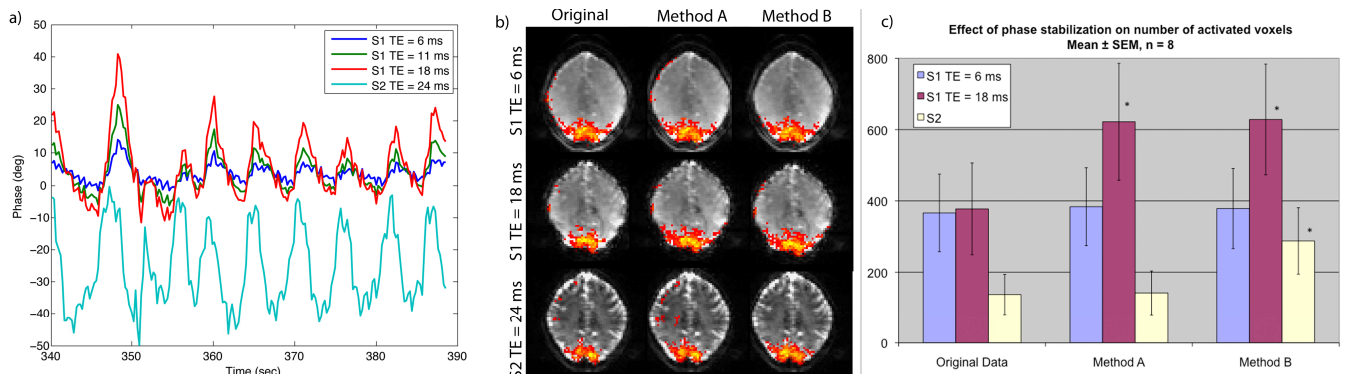 a)
50
40
30
20
10
0
-10
-20
-30
-40
-50
Phase (deg)
340
350
360
370
380
390
Time (sec)
S1 TE = 6 ms
S1 TE = 11 ms
S1 TE = 18 ms
S2 TE = 24 ms
b)
Original Method A Method B
S1 TE = 6 ms
S1 TE = 18 ms
S2 TE = 24 ms
c)
Effect of phase stabilization on number of activated voxels
Mean ± SEM, n = 8
800
600
400
200
0
S1 TE = 6 ms
S1 TE = 18 ms
S2
*
*
*
Original Data Method A Method B